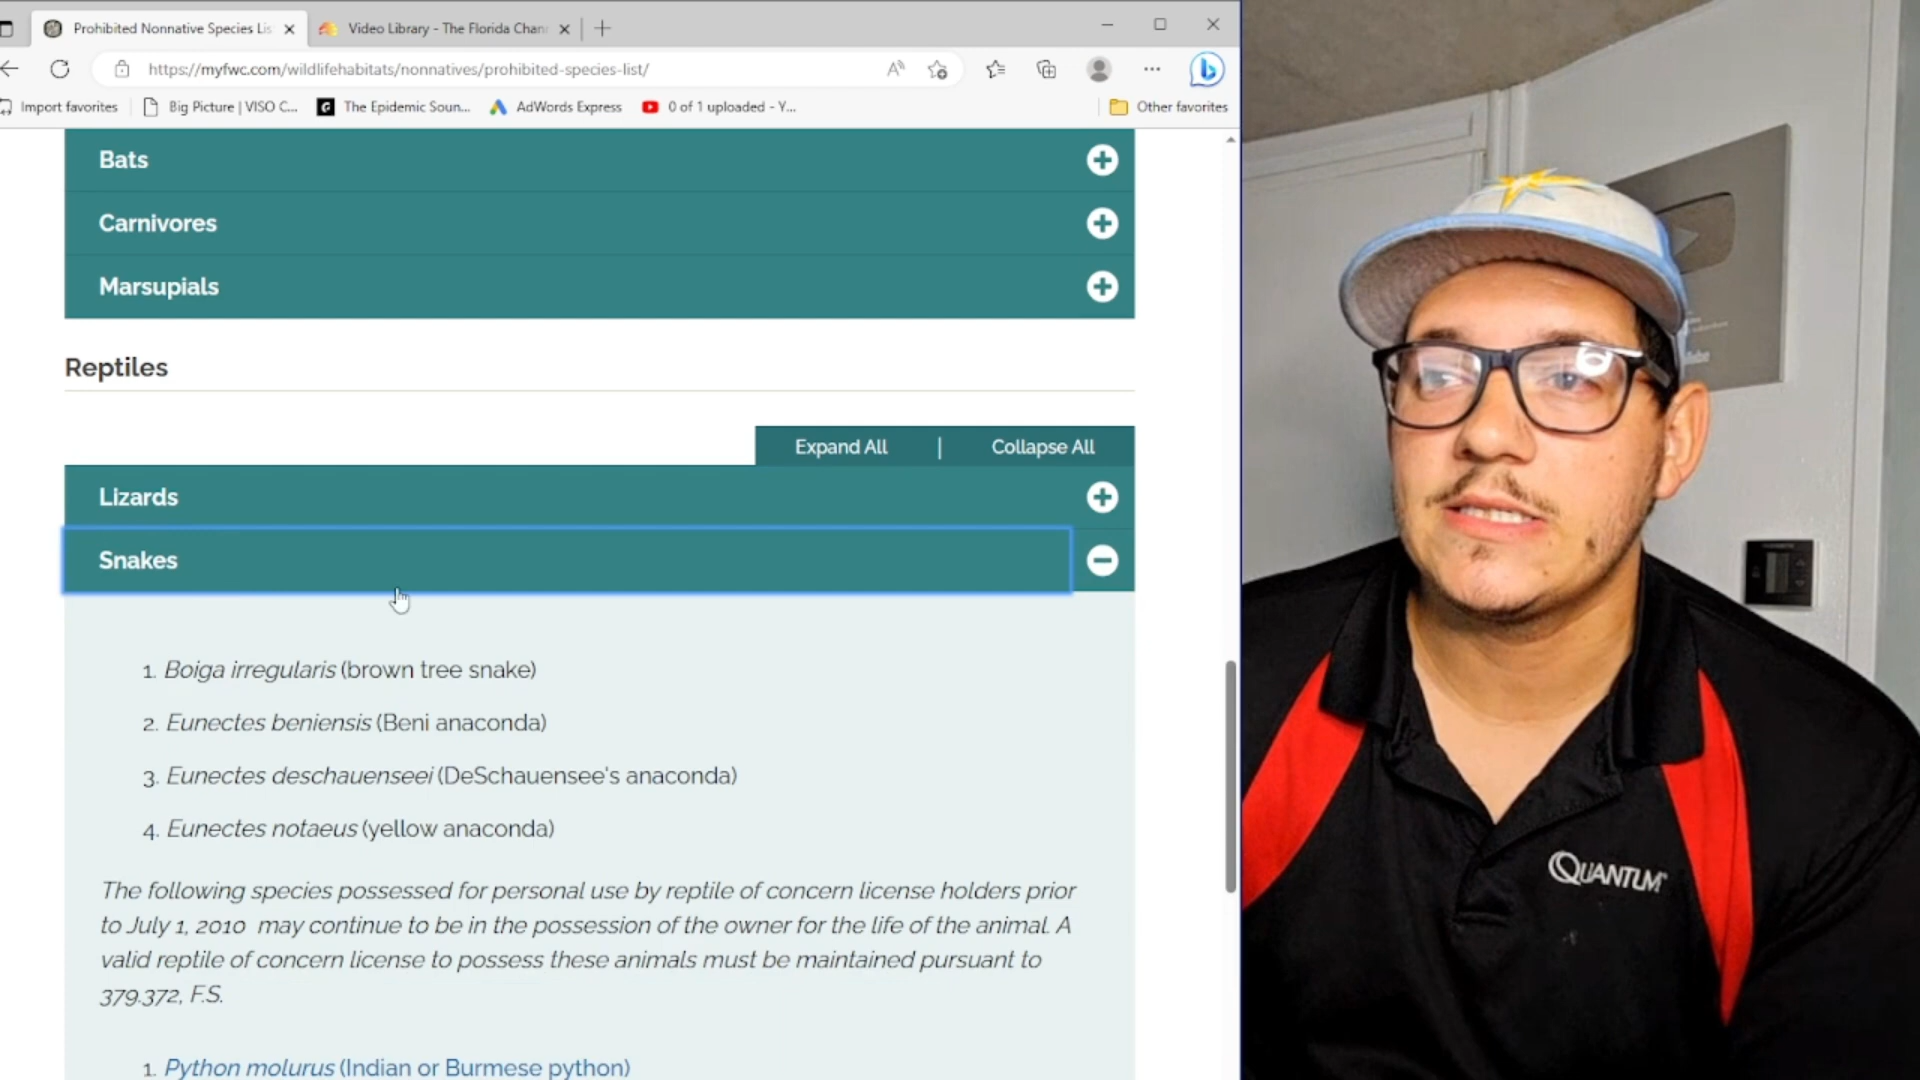 Prohibited Nonnative Species Lis
Video Library - The Florida Chan
https://myfwc.com/wildlifehabitats/nonnatives/prohibited-species-list/
Import favorites
Big Picture | VISO C...
The Epidemic Soun...
AdWords Express
0 of 1 uploaded - Y...
Other favorites
Bats
Carnivores
Marsupials
Reptiles
Expand All | Collapse All
Lizards
Snakes
1. Boiga irregularis (brown tree snake)
2. Eunectes beniensis (Beni anaconda)
3. Eunectes deschauenseei (DeSchauensee's anaconda)
4. Eunectes notaeus (yellow anaconda)
The following species possessed for personal use by reptile of concern license holders prior
to July 1, 2010 may continue to be in the possession of the owner for the life of the animal. A
valid reptile of concern license to possess these animals must be maintained pursuant to
379.372, F.S.
1. Python molurus (Indian or Burmese python)
QUANTUM